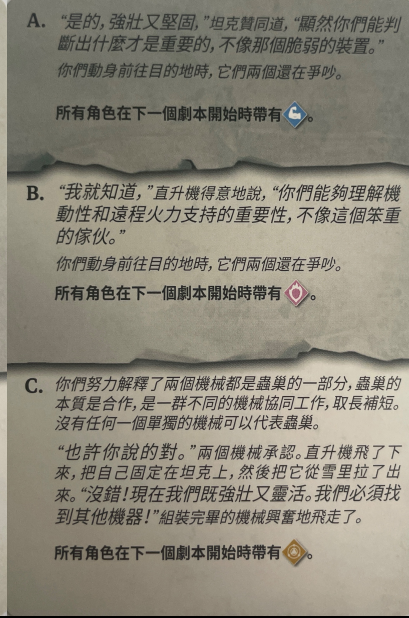 A. “是的，強壯又堅固，”坦克贊同道，“顯然你們能判
斷出什麼才是重要的，不像那個脆弱的裝置。”
你們動身前往目的地時，它們兩個還在爭吵。
所有角色在下一個劇本開始時帶有。
B. “我就知道，”直升機得意地說，“你們能夠理解機
動性和遠程火力支持的重要性，不像這個笨重
的傢伙。”
你們動身前往目的地時，它們兩個還在爭吵。
所有角色在下一個劇本開始時帶有。
C. 你們努力解釋了兩個機械都是蟲巢的一部分，蟲巢的
本質是合作，是一群不同的機械協同工作，取長補短。
沒有任何一個單獨的機械可以代表蟲巢。
“也許你說的對。”兩個機械承認。直升機飛了下
來，把自己固定在坦克上，然後把它從雪里拉了出
來。“沒錯！現在我們既強壯又靈活。我們必須找
到其他機器！”組裝完畢的機械興奮地飛走了。
所有角色在下一個劇本開始時帶有。